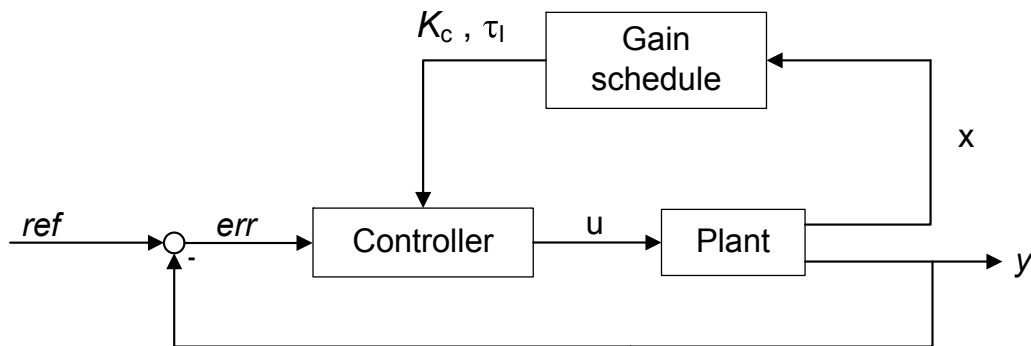 Kc , τI
Gain
schedule
x
ref
err
Controller
u
Plant
-
y